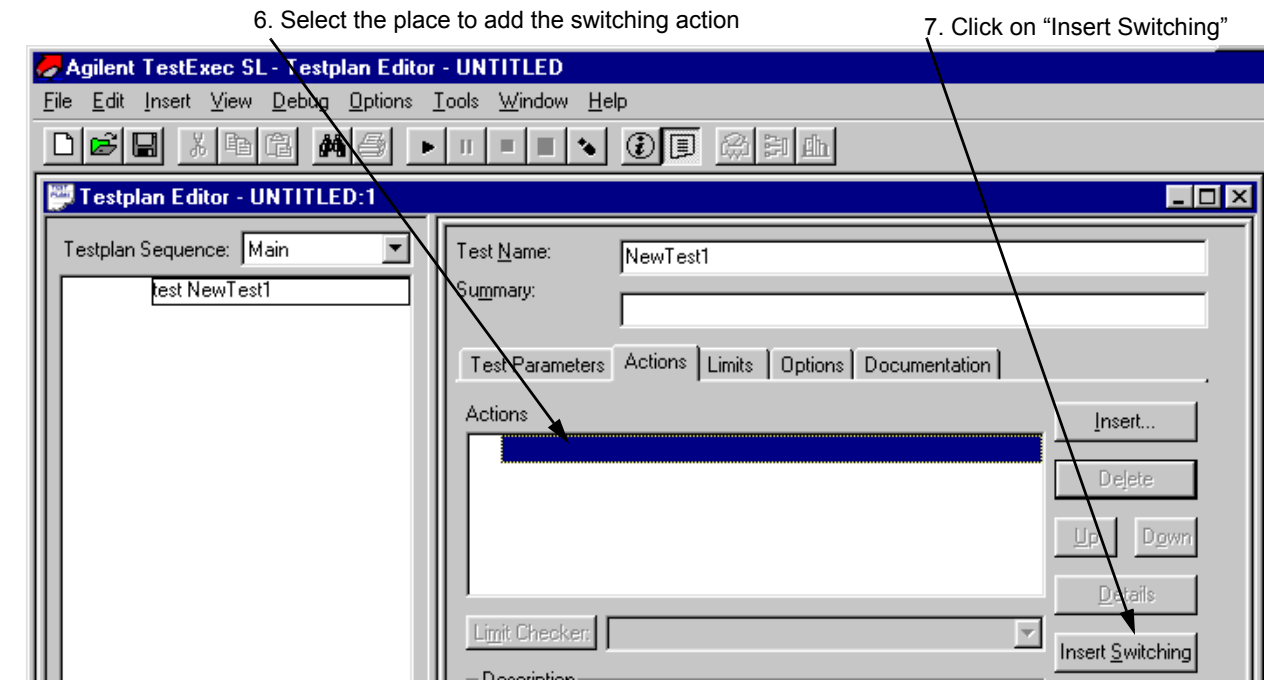 6. Select the place to add the switching action
7. Click on “Insert Switching”
Agilent TestExec SL - Testplan Editor - UNTITLED
File Edit Insert View Debug Options Tools Window Help
Testplan Editor - UNTITLED:1
Testplan Sequence: Main
test NewTest1
Test Name: NewTest1
Summary:
Test Parameters Actions Limits Options Documentation
Actions
Insert...
Delete
Up Down
Details
Limit Checker:
Insert Switching
Description